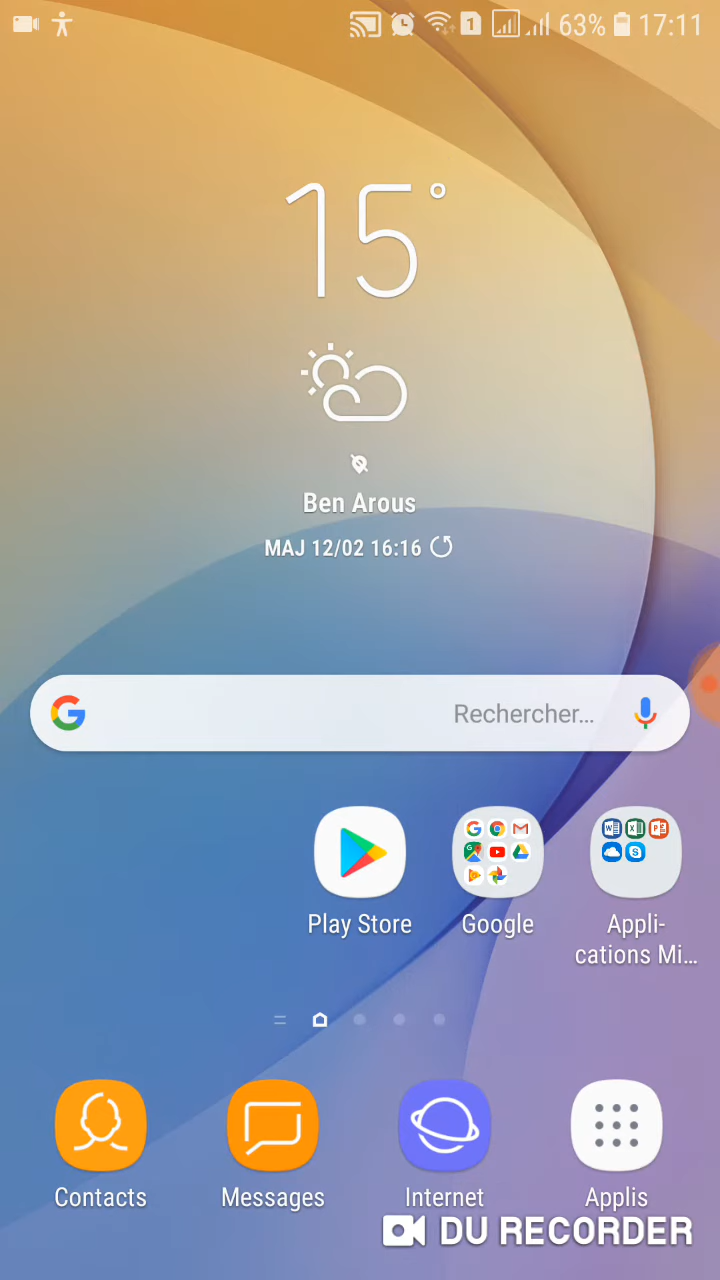 1 63% 17:11
15°
Ben Arous
MAJ 12/02 16:16
Rechercher...
Play Store
Google
Appli-
cations Mi...
Contacts
Messages
Internet
Applis
DU RECORDER